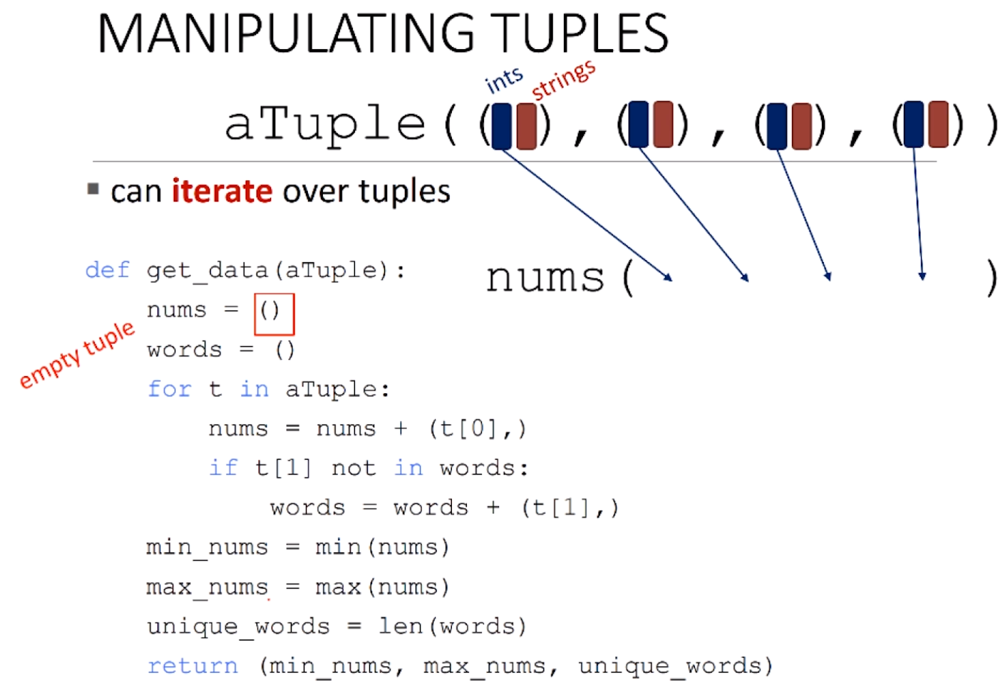 MANIPULATING TUPLES
ints
strings
aTuple( ( ) , ( ) , ( ) , ( ) )
▪ can iterate over tuples
def get_data(aTuple):
nums( )
nums = ()
empty tuple
words = ()
for t in aTuple:
nums = nums + (t[0],)
if t[1] not in words:
words = words + (t[1],)
min_nums = min(nums)
max_nums = max(nums)
unique_words = len(words)
return (min_nums, max_nums, unique_words)